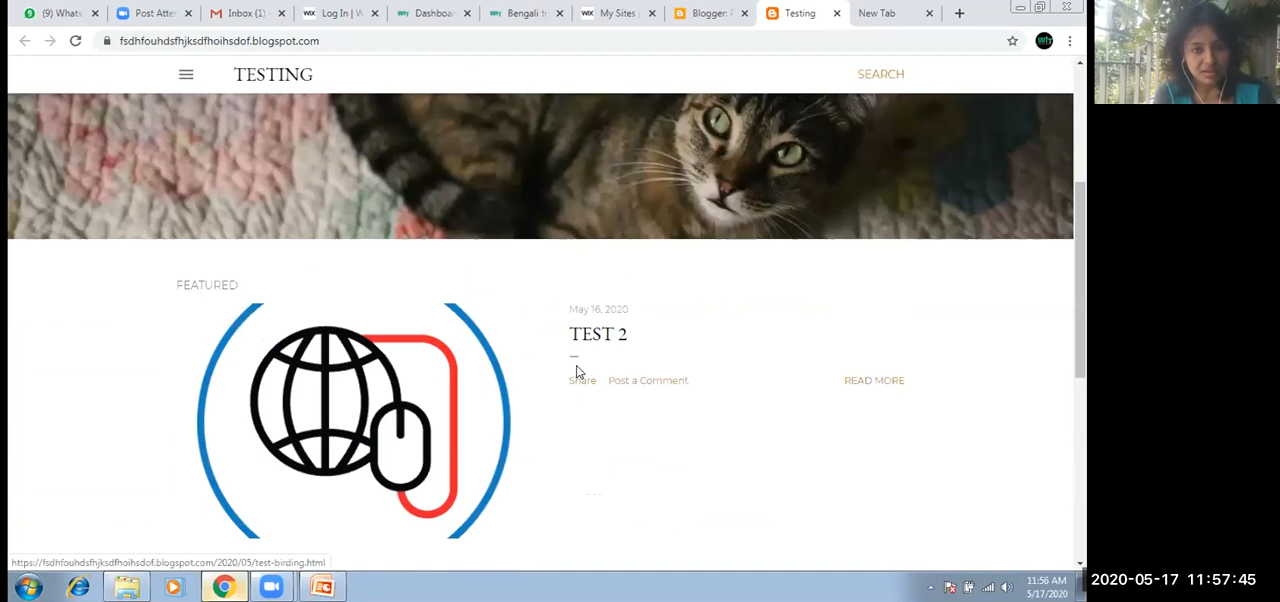 (9) Whats
Post Atte
Inbox (1)
Log In | W
Dashboa
Bengali t
My Sites
Blogger: P
Testing
New Tab
fsdhfouhdsfhjksdfhoihsdof.blogspot.com
TESTING
SEARCH
FEATURED
May 16, 2020
TEST 2
Share Post a Comment READ MORE
https://fsdhfouhdsfhjksdfhoihsdof.blogspot.com/2020/05/test-birding.html
11:56 AM
5/17/2020
2020-05-17 11:57:45